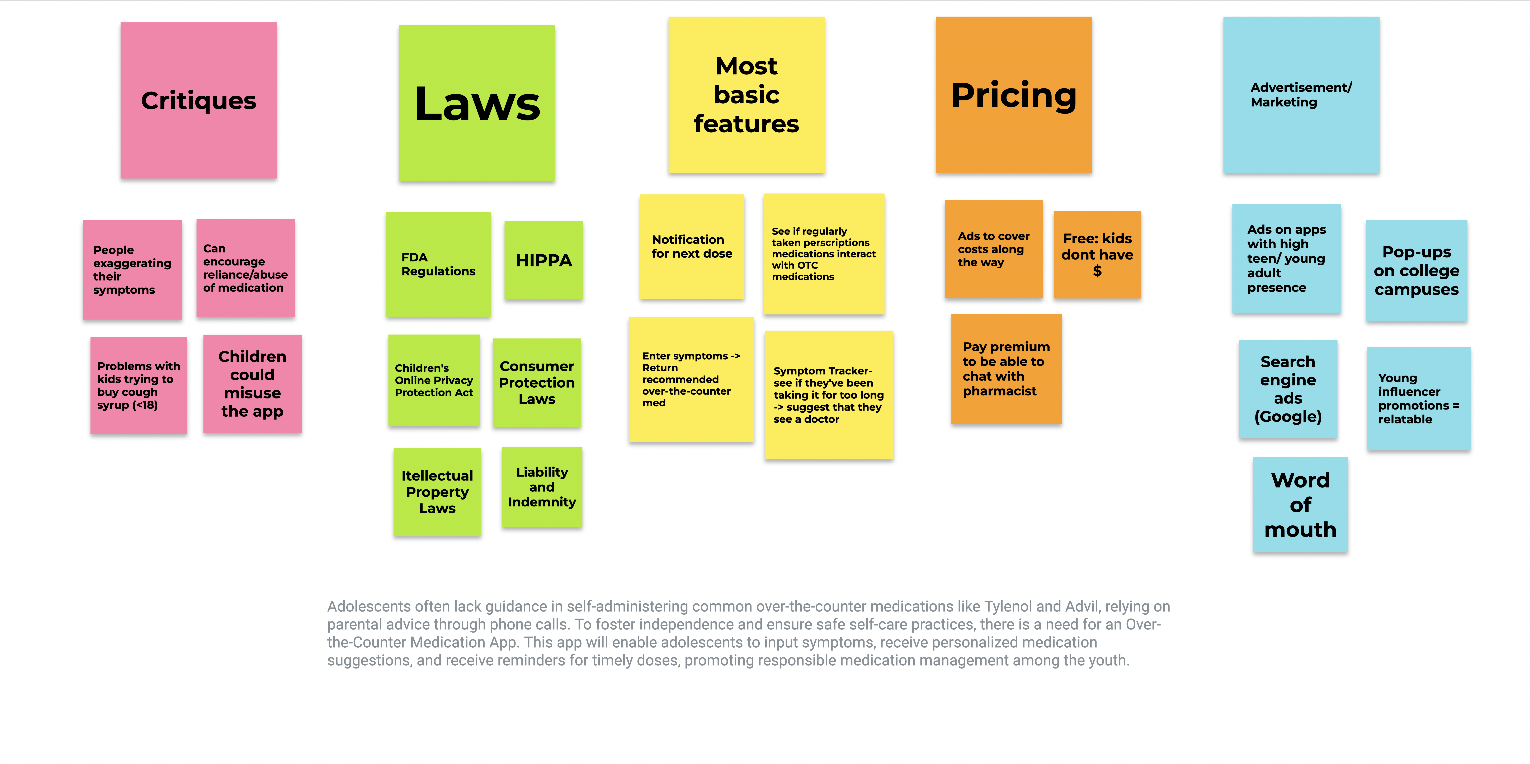 Critiques
People
exaggerating
their
symptoms
Can
encourage
reliance/abuse
of medication
Problems with
kids trying to
buy cough
syrup (<18)
Children
could
misuse
the app
Laws
FDA
Regulations
HIPPA
Children's
Online Privacy
Protection Act
Consumer
Protection
Laws
Itellectual
Property
Laws
Liability
and
Indemnity
Most
basic
features
Notification
for next dose
See if regularly
taken perscriptions
medications interact
with OTC
medications
Enter symptoms ->
Return
recommended
over-the-counter
med
Symptom Tracker-
see if they've been
taking it for too long
-> suggest that they
see a doctor
Pricing
Ads to cover
costs along
the way
Free: kids
dont have
$
Pay premium
to be able to
chat with
pharmacist
Advertisement/
Marketing
Ads on apps
with high
teen/ young
adult
presence
Pop-ups
on college
campuses
Search
engine
ads
(Google)
Young
influencer
promotions =
relatable
Word
of
mouth
Adolescents often lack guidance in self-administering common over-the-counter medications like Tylenol and Advil, relying on
parental advice through phone calls. To foster independence and ensure safe self-care practices, there is a need for an Over-
the-Counter Medication App. This app will enable adolescents to input symptoms, receive personalized medication
suggestions, and receive reminders for timely doses, promoting responsible medication management among the youth.